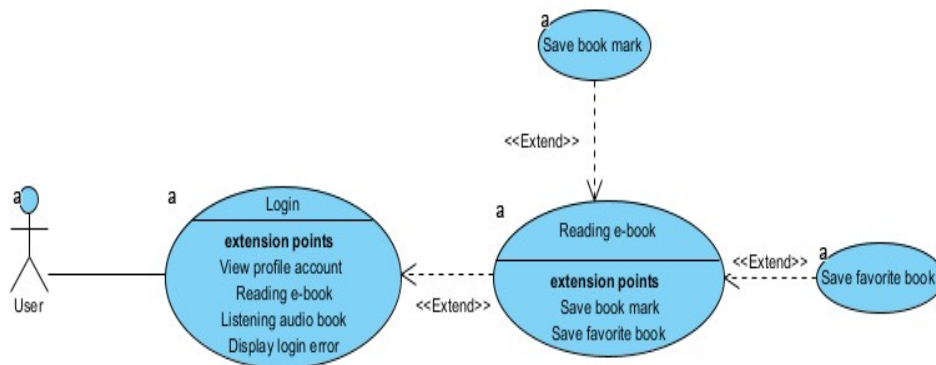 a
Save book mark
<<Extend>>
a
User
a
Login
extension points
View profile account
Reading e-book
Listening audio book
Display login error
<<Extend>>
a
Reading e-book
extension points
Save book mark
Save favorite book
<<Extend>>
a
Save favorite book